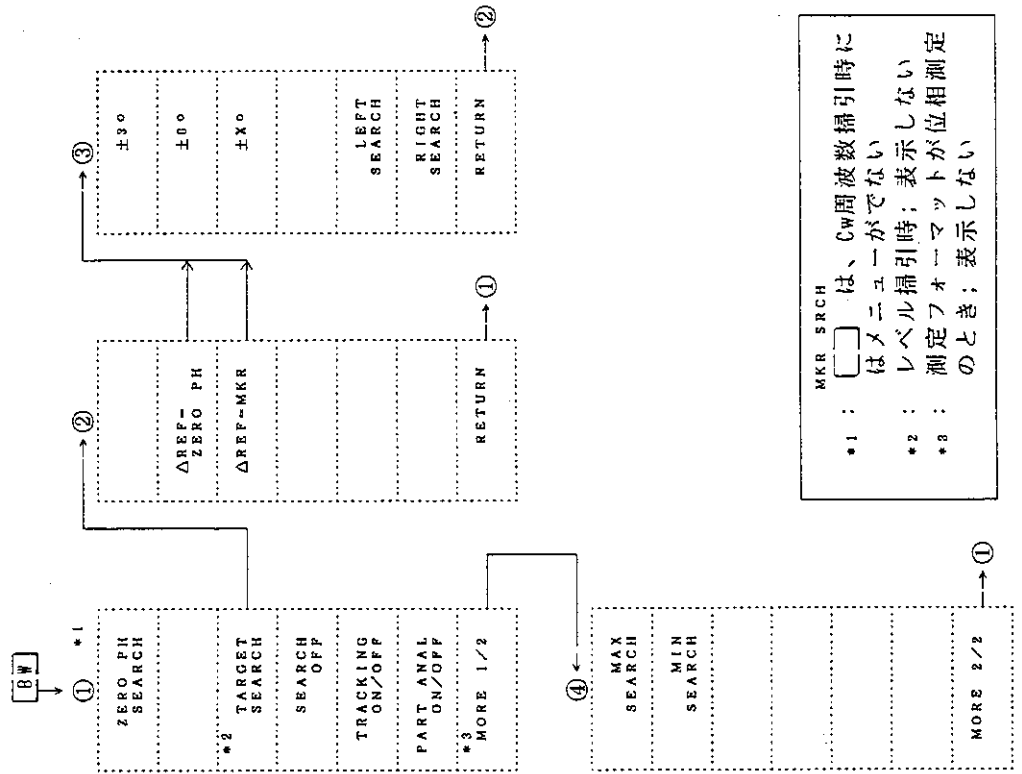 BW
① *1
ZERO PH
SEARCH
*2
TARGET
SEARCH
SEARCH
OFF
TRACKING
ON/OFF
PART ANAL
ON/OFF
*3
MORE 1/2
②
△REF=
ZERO PH
△REF=MKR
RETURN
①
③
±3°
±6°
±X°
LEFT
SEARCH
RIGHT
SEARCH
RETURN
②
④
MAX
SEARCH
MIN
SEARCH
MORE 2/2
①
MKR SRCH
*1 : は、CW周波数掃引時に
はメニューがでない
*2 : レベル掃引時; 表示しない
*3 : 測定フォーマットが位相測定
のとき; 表示しない